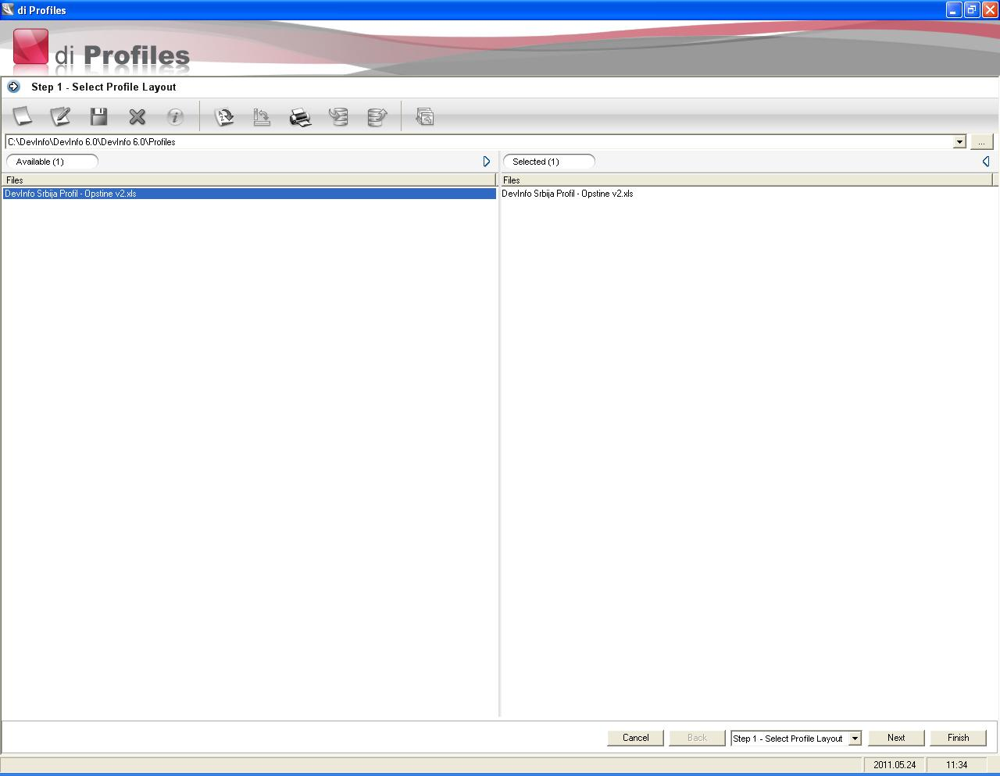 di Profiles
di Profiles
Step 1 - Select Profile Layout
C:\DevInfo\DevInfo 6.0\DevInfo 6.0\Profiles
...
Available (1)
Selected (1)
Files
Files
DevInfo Srbija Profil - Opstine v2.xls
DevInfo Srbija Profil - Opstine v2.xls
Cancel
Back
Step 1 - Select Profile Layout
Next
Finish
2011.05.24
11:34